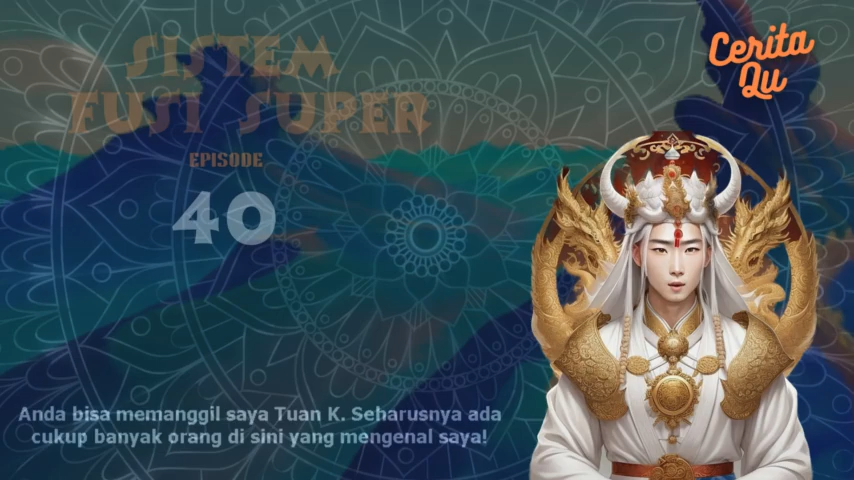 SISTEM
FUSI SUPER
EPISODE
40
Cerita
Qu
Anda bisa memanggil saya Tuan K. Seharusnya ada
cukup banyak orang di sini yang mengenal saya!